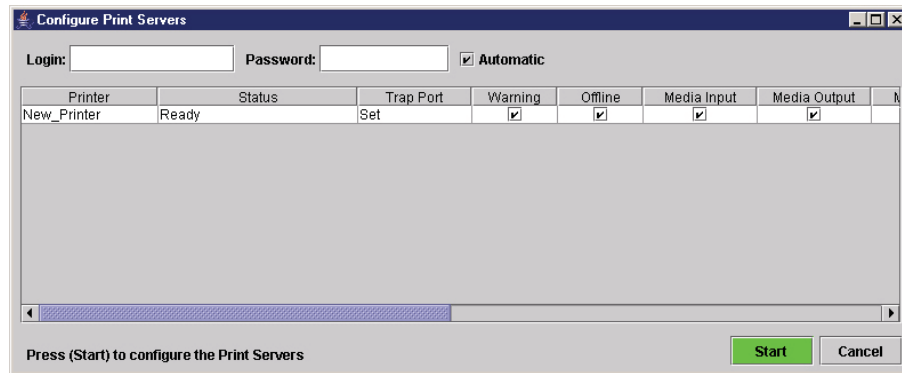 Configure Print Servers
Login: Password: Automatic
Printer Status Trap Port Warning Offline Media Input Media Output
New_Printer Ready Set
Press (Start) to configure the Print Servers Start Cancel